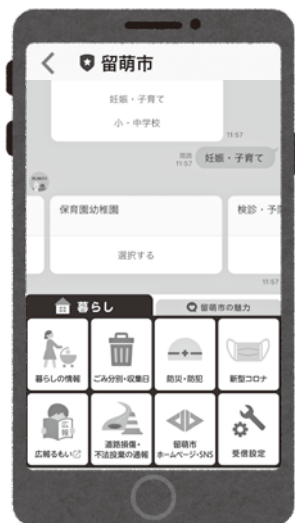 留萌市
妊娠・子育て
小・中学校
11:57
既読
11:57
妊娠・子育て
保育園幼稚園
検診・予
選択する
11:57
暮らし
留萌市の魅力
暮らしの情報
ごみ分別・収集日
防災・防犯
新型コロナ
広報
広報るもい
道路損傷・
不法投棄の通報
留萌市
ホームページ・SNS
受信設定